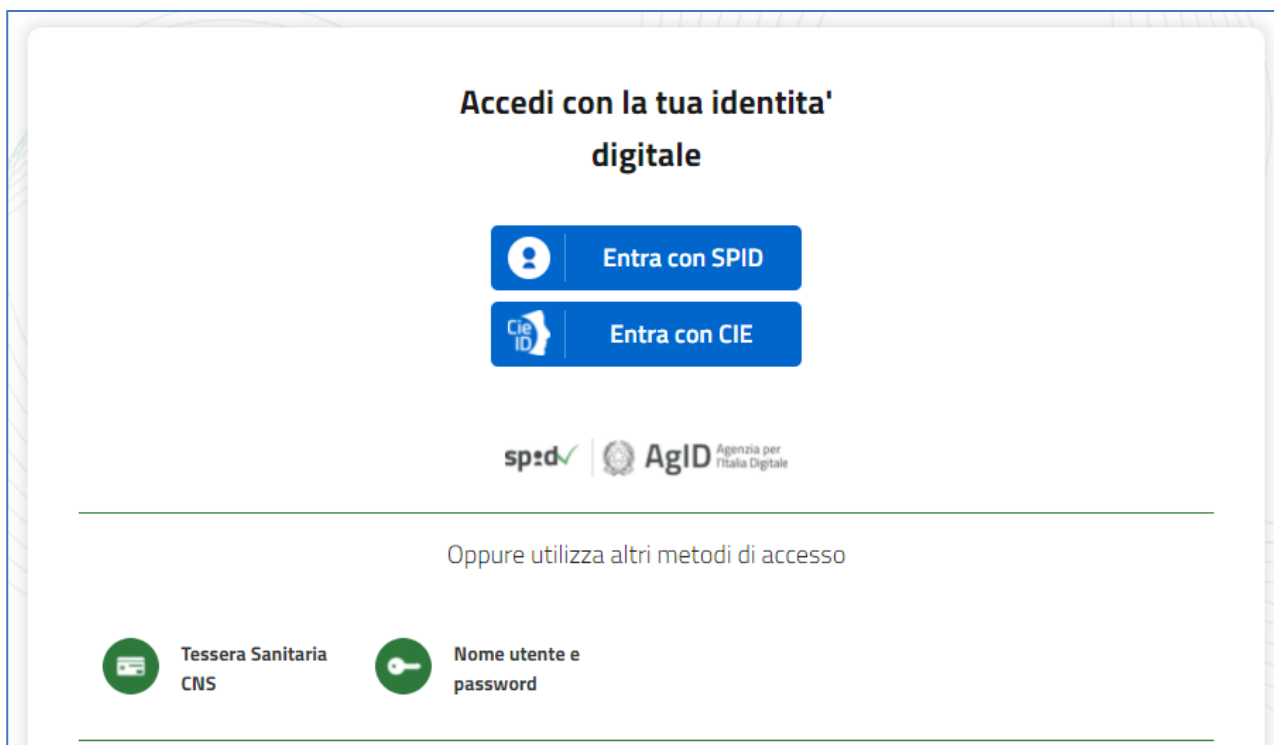 Accedi con la tua identita'
digitale
Entra con SPID
Cie
ID
Entra con CIE
spid
AgID
Agenzia per
l'Italia Digitale
Oppure utilizza altri metodi di accesso
Tessera Sanitaria
CNS
Nome utente e
password